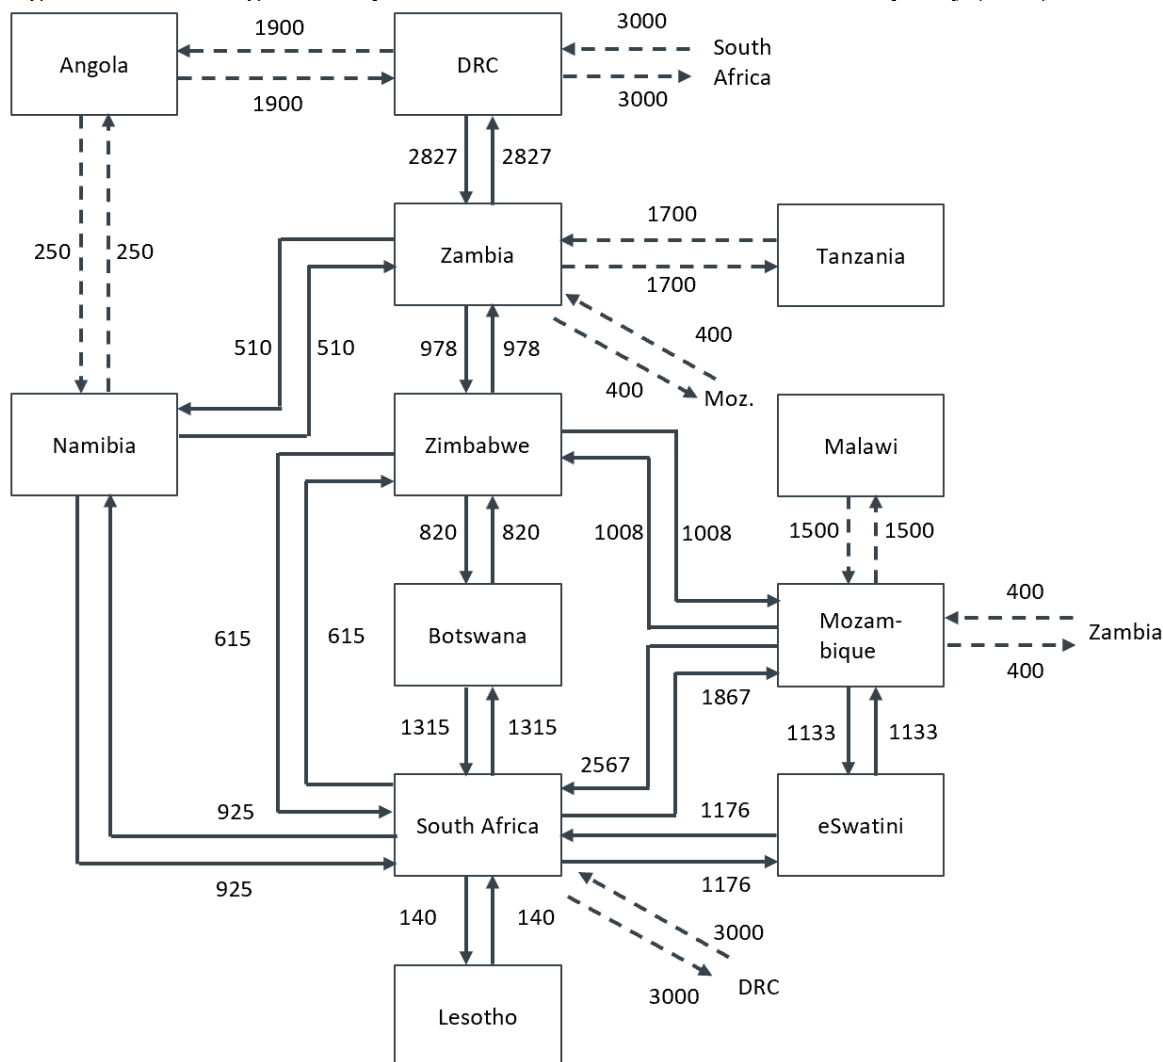 1900
3000
Angola
DRC
South
Africa
1900
3000
2827
2827
1700
250
250
Zambia
Tanzania
1700
510
510
978
978
400
400
Moz.
Namibia
Zimbabwe
Malawi
820
820
1008
1008
1500
1500
400
615
615
Botswana
Mozam-
bique
Zambia
400
1867
1315
1315
1133
1133
2567
925
1176
South Africa
eSwatini
925
1176
140
140
3000
3000
DRC
Lesotho